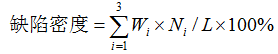 缺陷密度=∑_{i=1}^{3} W_i × N_i / L × 100%